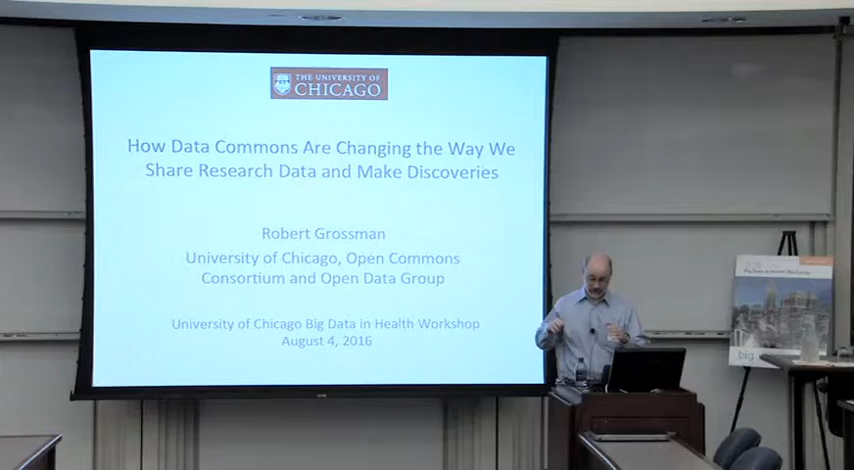 THE UNIVERSITY OF
CHICAGO
How Data Commons Are Changing the Way We
Share Research Data and Make Discoveries
Robert Grossman
University of Chicago, Open Commons
Consortium and Open Data Group
University of Chicago Big Data in Health Workshop
August 4, 2016
big